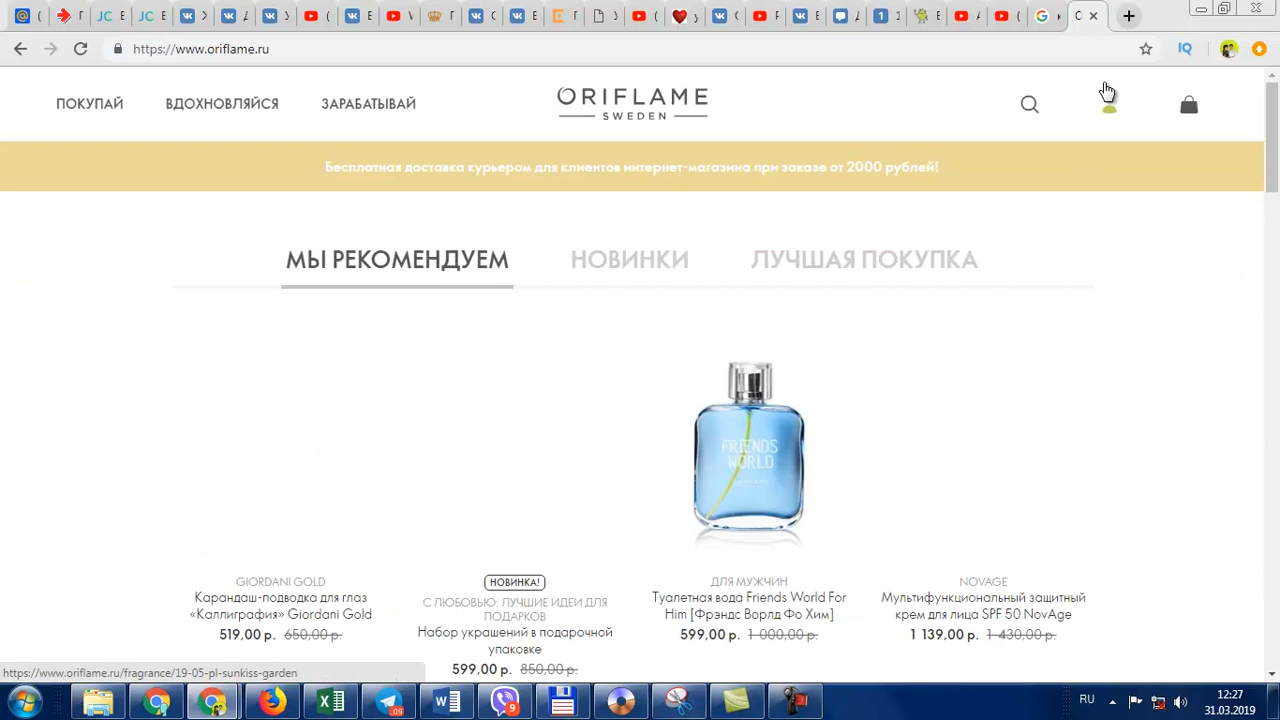 https://www.oriflame.ru
ПОКУПАЙ
ВДОХНОВЛЯЙСЯ
ЗАРАБАТЫВАЙ
ORIFLAME
SWEDEN
Бесплатная доставка курьером для клиентов интернет-магазина при заказе от 2000 рублей!
МЫ РЕКОМЕНДУЕМ
НОВИНКИ
ЛУЧШАЯ ПОКУПКА
FRIENDS
WORLD
GIORDANI GOLD
Карандаш-подводка для глаз
«Каллиграфия» Giordani Gold
519,00 р. 650,00 р.
НОВИНКА!
С ЛЮБОВЬЮ: ЛУЧШИЕ ИДЕИ ДЛЯ
ПОДАРКОВ
Набор украшений в подарочной
упаковке
599,00 р. 850,00 р.
ДЛЯ МУЖЧИН
Туалетная вода Friends World For
Him [Фрэндс Ворлд Фо Хим]
599,00 р. 1 000,00 р.
NOVAGE
Мультифункциональный защитный
крем для лица SPF 50 NovAge
1 139,00 р. 1 430,00 р.
https://www.oriflame.ru/fragrance/19-05-pl-sunkiss-garden
RU
12:27
31.03.2019